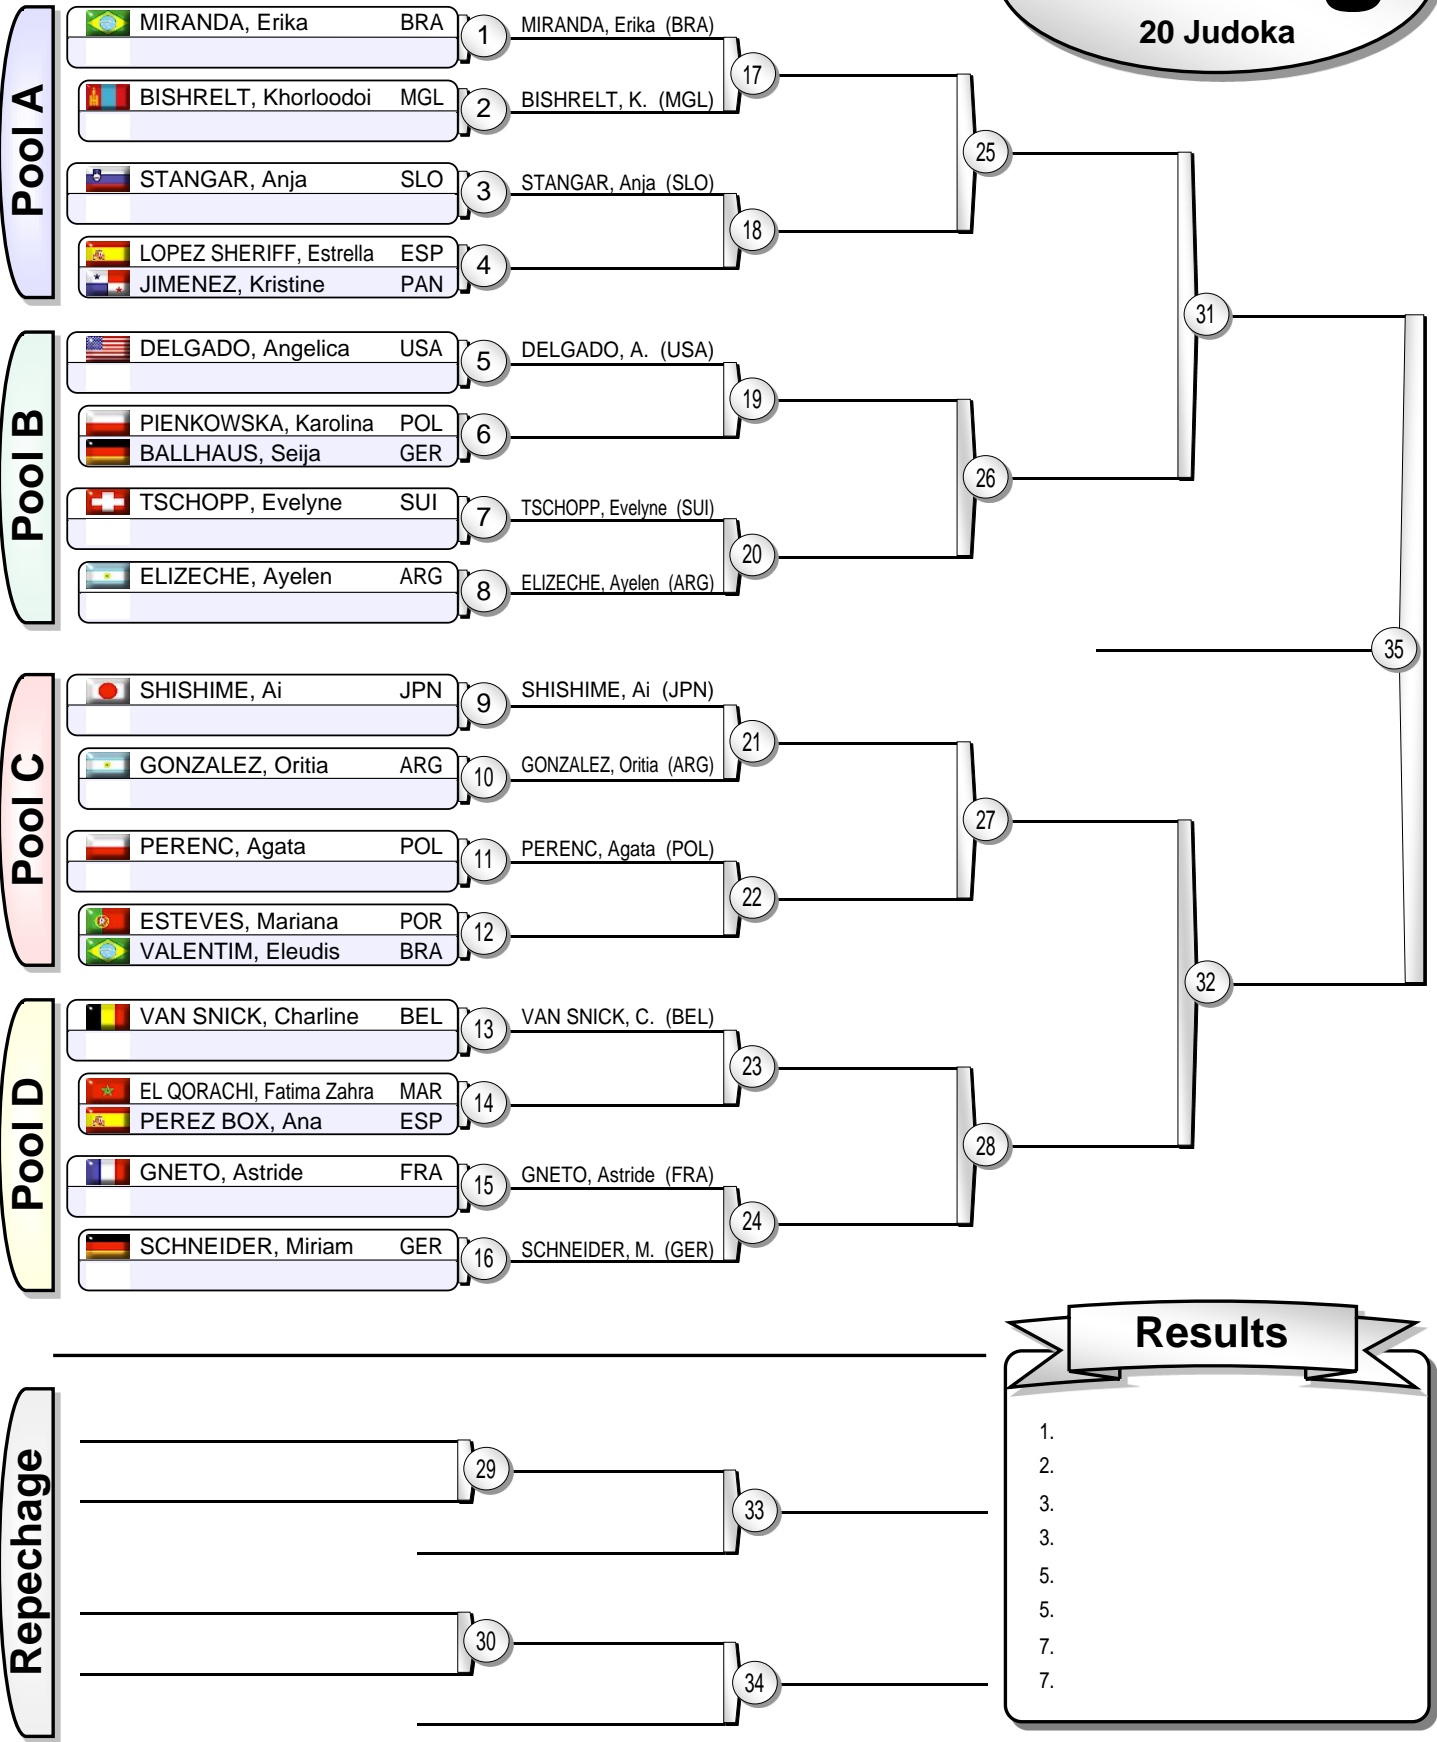 20 Judoka
Pool A
MIRANDA, Erika BRA 1 MIRANDA, Erika (BRA)
17
BISHRELT, Khorloodoi MGL 2 BISHRELT, K. (MGL)
25
STANGAR, Anja SLO 3 STANGAR, Anja (SLO)
18
LOPEZ SHERIFF, Estrella ESP 4
JIMENEZ, Kristine PAN
31
Pool B
DELGADO, Angelica USA 5 DELGADO, A. (USA)
19
PIENKOWSKA, Karolina POL 6
BALLHAUS, Seija GER
26
TSCHOPP, Evelyne SUI 7 TSCHOPP, Evelyne (SUI)
20
ELIZECHE, Ayelen ARG 8 ELIZECHE, Ayelen (ARG)
35
Pool C
SHISHIME, Ai JPN 9 SHISHIME, Ai (JPN)
21
GONZALEZ, Oritia ARG 10 GONZALEZ, Oritia (ARG)
27
PERENC, Agata POL 11 PERENC, Agata (POL)
22
ESTEVES, Mariana POR 12
VALENTIM, Eleudis BRA
32
Pool D
VAN SNICK, Charline BEL 13 VAN SNICK, C. (BEL)
23
EL QORACHI, Fatima Zahra MAR 14
PEREZ BOX, Ana ESP
28
GNETO, Astride FRA 15 GNETO, Astride (FRA)
24
SCHNEIDER, Miriam GER 16 SCHNEIDER, M. (GER)
Repechage
29
33
30
34
Results
1.
2.
3.
3.
5.
5.
7.
7.